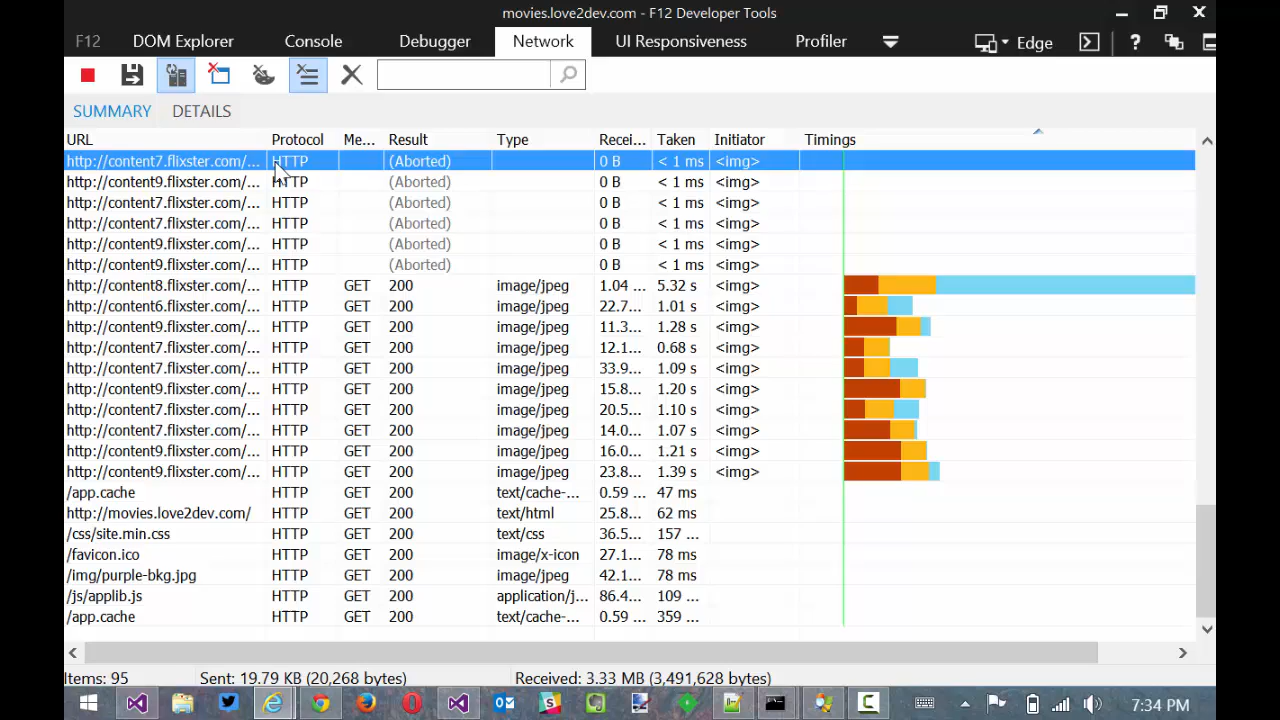 movies.love2dev.com - F12 Developer Tools
F12 DOM Explorer Console Debugger Network UI Responsiveness Profiler Edge ?
SUMMARY DETAILS
URL Protocol Me... Result Type Recei... Taken Initiator Timings
http://content7.flixster.com/... HTTP (Aborted) 0 B < 1 ms <img>
http://content9.flixster.com/... HTTP (Aborted) 0 B < 1 ms <img>
http://content7.flixster.com/... HTTP (Aborted) 0 B < 1 ms <img>
http://content7.flixster.com/... HTTP (Aborted) 0 B < 1 ms <img>
http://content9.flixster.com/... HTTP (Aborted) 0 B < 1 ms <img>
http://content9.flixster.com/... HTTP (Aborted) 0 B < 1 ms <img>
http://content8.flixster.com/... HTTP GET 200 image/jpeg 1.04 ... 5.32 s <img>
http://content6.flixster.com/... HTTP GET 200 image/jpeg 22.7... 1.01 s <img>
http://content9.flixster.com/... HTTP GET 200 image/jpeg 11.3... 1.28 s <img>
http://content7.flixster.com/... HTTP GET 200 image/jpeg 12.1... 0.68 s <img>
http://content7.flixster.com/... HTTP GET 200 image/jpeg 33.9... 1.09 s <img>
http://content9.flixster.com/... HTTP GET 200 image/jpeg 15.8... 1.20 s <img>
http://content7.flixster.com/... HTTP GET 200 image/jpeg 20.5... 1.10 s <img>
http://content7.flixster.com/... HTTP GET 200 image/jpeg 14.0... 1.07 s <img>
http://content9.flixster.com/... HTTP GET 200 image/jpeg 16.0... 1.21 s <img>
http://content9.flixster.com/... HTTP GET 200 image/jpeg 23.8... 1.39 s <img>
/app.cache HTTP GET 200 text/cache-... 0.59 ... 47 ms
http://movies.love2dev.com/ HTTP GET 200 text/html 25.8... 62 ms
/css/site.min.css HTTP GET 200 text/css 36.5... 157 ...
/favicon.ico HTTP GET 200 image/x-icon 27.1... 78 ms
/img/purple-bkg.jpg HTTP GET 200 image/jpeg 42.1... 78 ms
/js/applib.js HTTP GET 200 application/j... 86.4... 109 ...
/app.cache HTTP GET 200 text/cache-... 0.59 ... 359 ...
Items: 95 Sent: 19.79 KB (20,268 bytes) Received: 3.33 MB (3,491,628 bytes)
7:34 PM